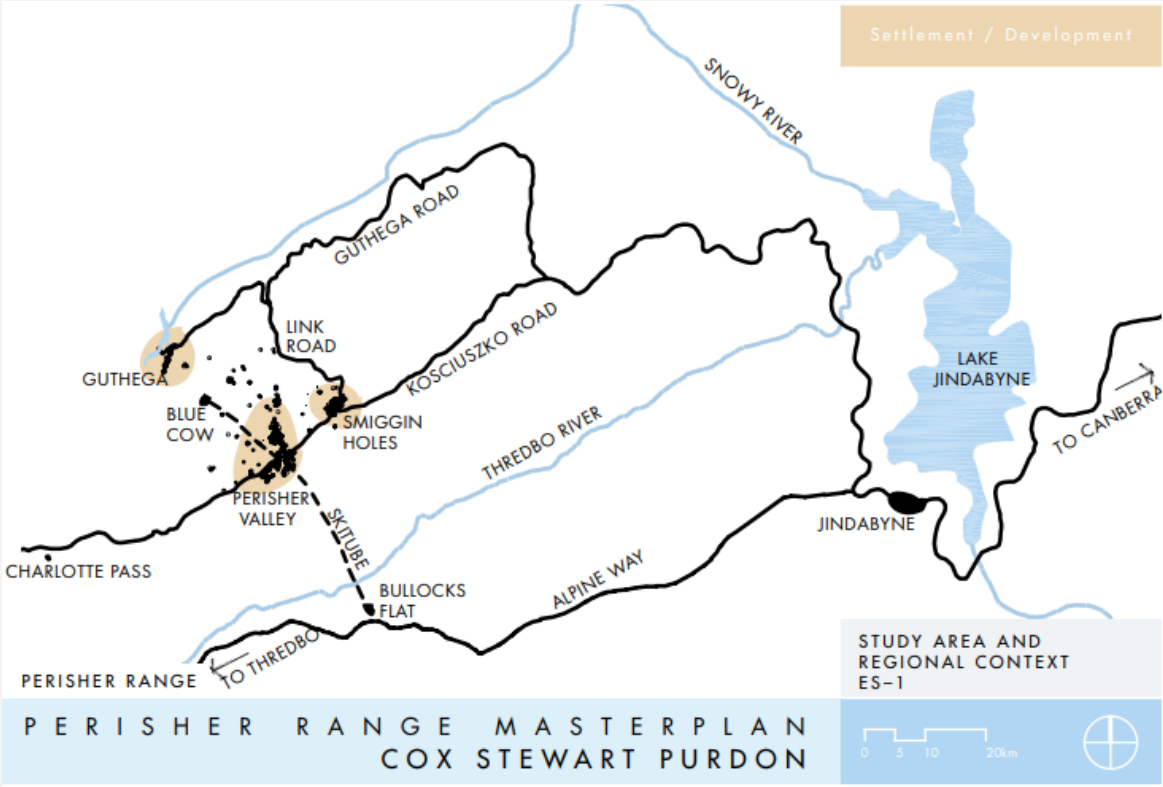 Settlement / Development
SNOWY RIVER
GUTHEGA ROAD
LINK
ROAD
KOSCIUSZKO ROAD
GUTHEGA
BLUE
COW
SMIGGIN
HOLES
LAKE
JINDABYNE
TO CANBERRA
THREDBO RIVER
PERISHER
VALLEY
SKITUBE
JINDABYNE
CHARLOTTE PASS
BULLOCKS
FLAT
ALPINE WAY
TO THREDBO
PERISHER RANGE
STUDY AREA AND
REGIONAL CONTEXT
ES–1
PERISHER RANGE MASTERPLAN
COX STEWART PURDON
0 5 10 20km